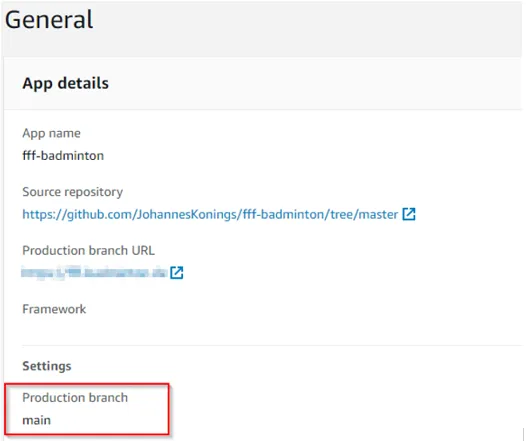 General
App details
App name
fff-badminton
Source repository
https://github.com/JohannesKonings/fff-badminton/tree/master
Production branch URL
Framework
Settings
Production branch
main